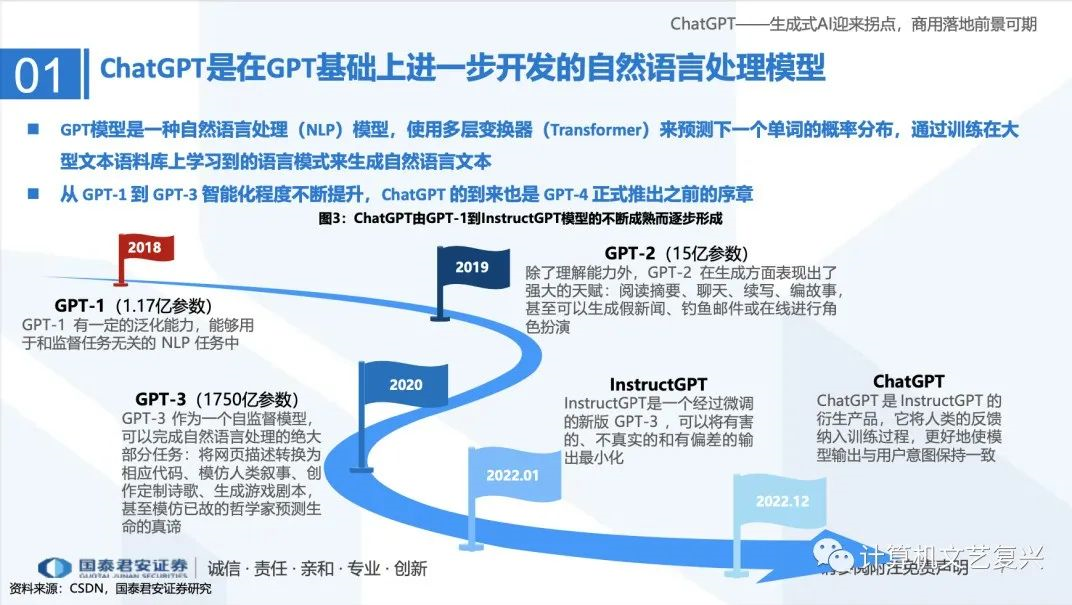 ChatGPT——生成式AI迎来拐点，商用落地前景可期
01
ChatGPT是在GPT基础上进一步开发的自然语言处理模型
GPT模型是一种自然语言处理（NLP）模型，使用多层变换器（Transformer）来预测下一个单词的概率分布，通过训练在大
型文本语料库上学习到的语言模式来生成自然语言文本
从 GPT-1 到 GPT-3 智能化程度不断提升，ChatGPT 的到来也是 GPT-4 正式推出之前的序章
图3：ChatGPT由GPT-1到InstructGPT模型的不断成熟而逐步形成
2018
GPT-1（1.17亿参数）
GPT-1 有一定的泛化能力，能够用
于和监督任务无关的 NLP 任务中
2019
GPT-2（15亿参数）
除了理解能力外，GPT-2 在生成方面表现出了
强大的天赋：阅读摘要、聊天、续写、编故事，
甚至可以生成假新闻、钓鱼邮件或在线进行角
色扮演
2020
GPT-3（1750亿参数）
GPT-3 作为一个自监督模型，
可以完成自然语言处理的绝大
部分任务：将网页描述转换为
相应代码、模仿人类叙事、创
作定制诗歌、生成游戏剧本，
甚至模仿已故的哲学家预测生
命的真谛
2022.01
InstructGPT
InstructGPT是一个经过微调
的新版 GPT-3 ，可以将有害
的、不真实的和有偏差的输
出最小化
2022.12
ChatGPT
ChatGPT 是 InstructGPT 的
衍生产品，它将人类的反馈
纳入训练过程，更好地使模
型输出与用户意图保持一致
国泰君安证券
GUOTAI JUNAN SECURITIES
诚信 · 责任 · 亲和 · 专业 · 创新
计算机文艺复兴
资料来源：CSDN，国泰君安证券研究